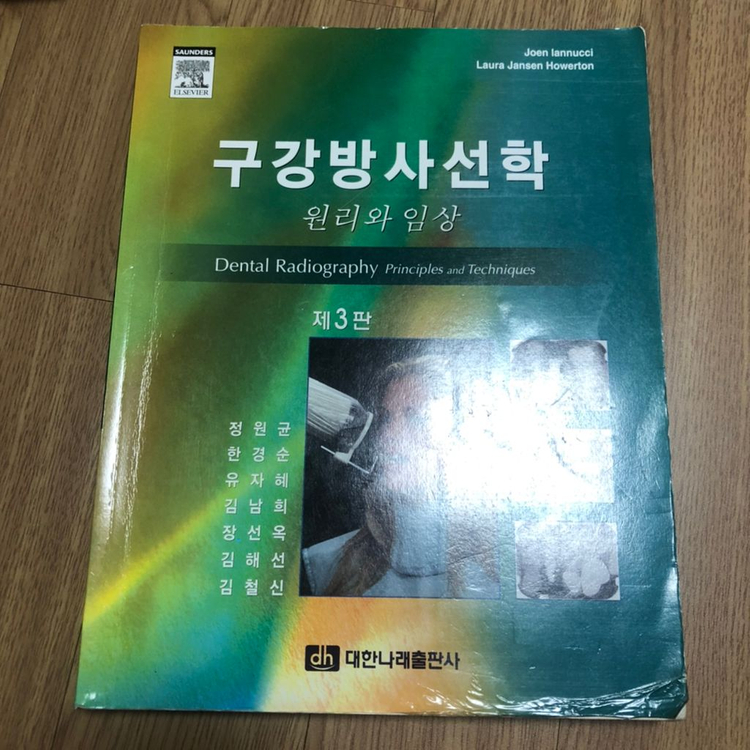 SAUNDERS
ELSEVIER
Joen Iannucci
Laura Jansen Howerton
구강방사선학
원리와 임상
Dental Radiography Principles and Techniques
제3판
정원균
한경순
유자혜
김남희
장선옥
김해선
김철신
dh 대한나래출판사